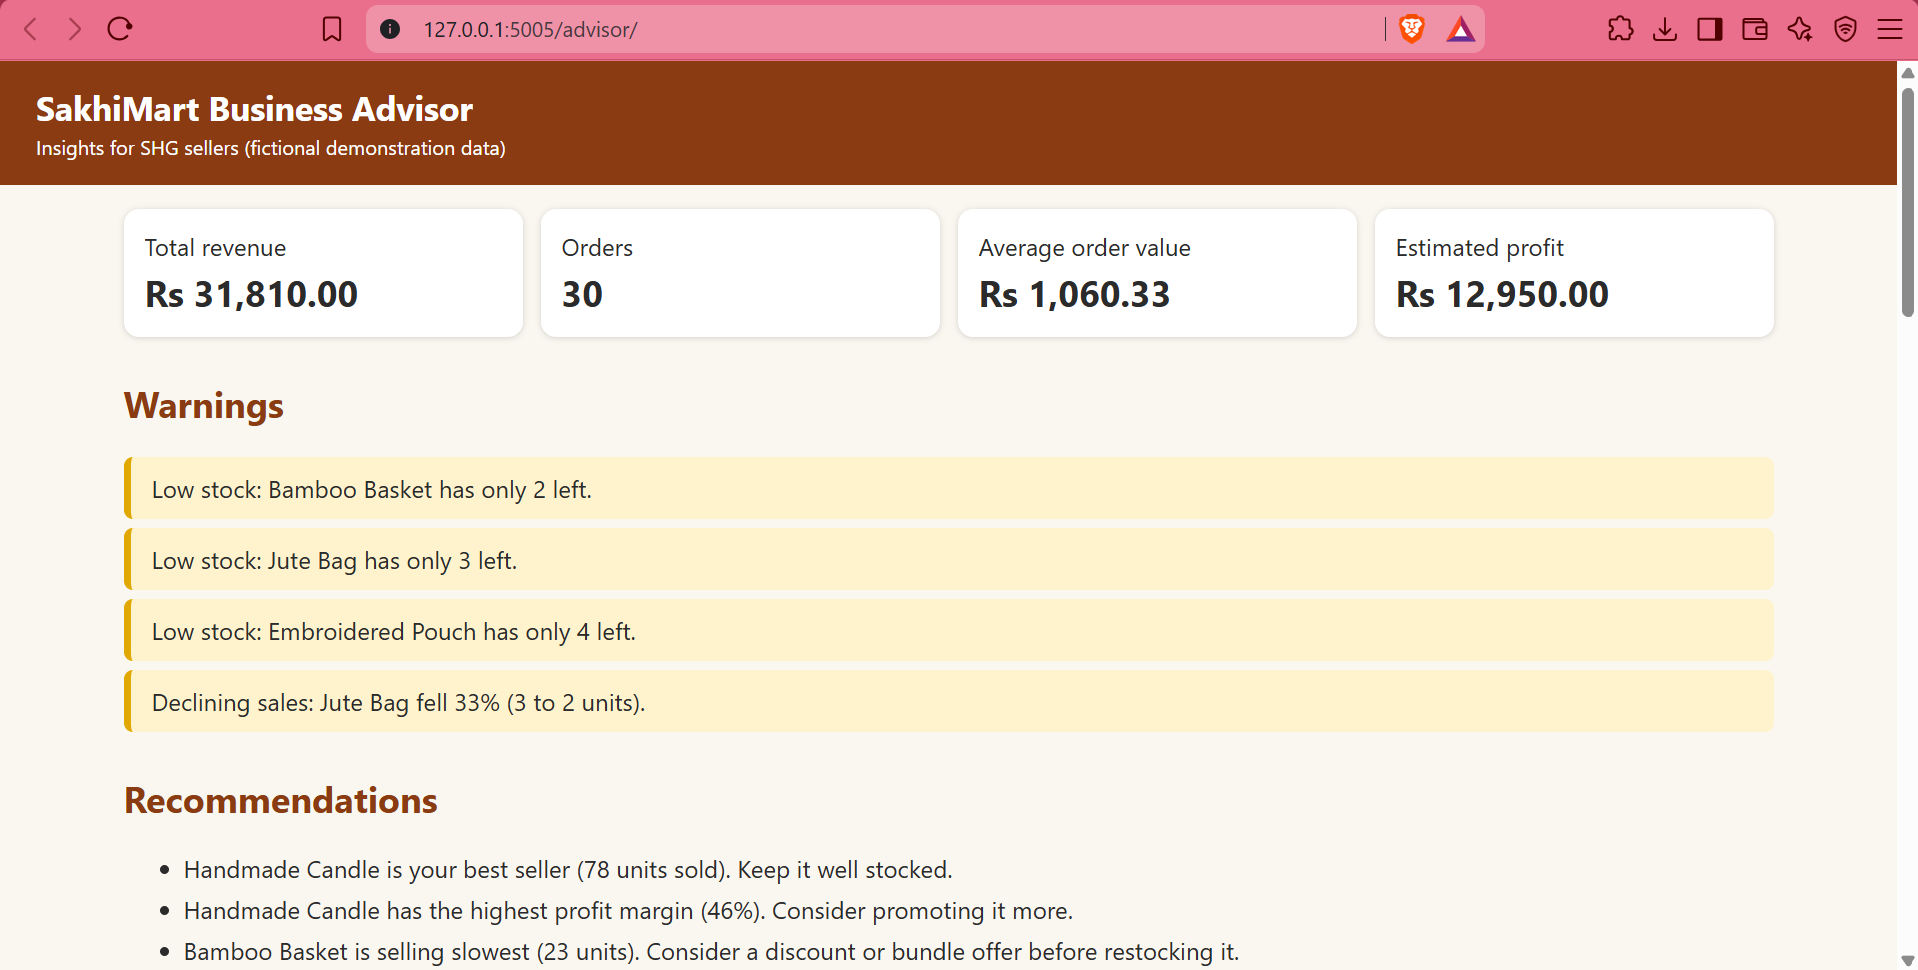 127.0.0.1:5005/advisor/
SakhiMart Business Advisor
Insights for SHG sellers (fictional demonstration data)
Total revenue
Rs 31,810.00
Orders
30
Average order value
Rs 1,060.33
Estimated profit
Rs 12,950.00
Warnings
Low stock: Bamboo Basket has only 2 left.
Low stock: Jute Bag has only 3 left.
Low stock: Embroidered Pouch has only 4 left.
Declining sales: Jute Bag fell 33% (3 to 2 units).
Recommendations
Handmade Candle is your best seller (78 units sold). Keep it well stocked.
Handmade Candle has the highest profit margin (46%). Consider promoting it more.
Bamboo Basket is selling slowest (23 units). Consider a discount or bundle offer before restocking it.